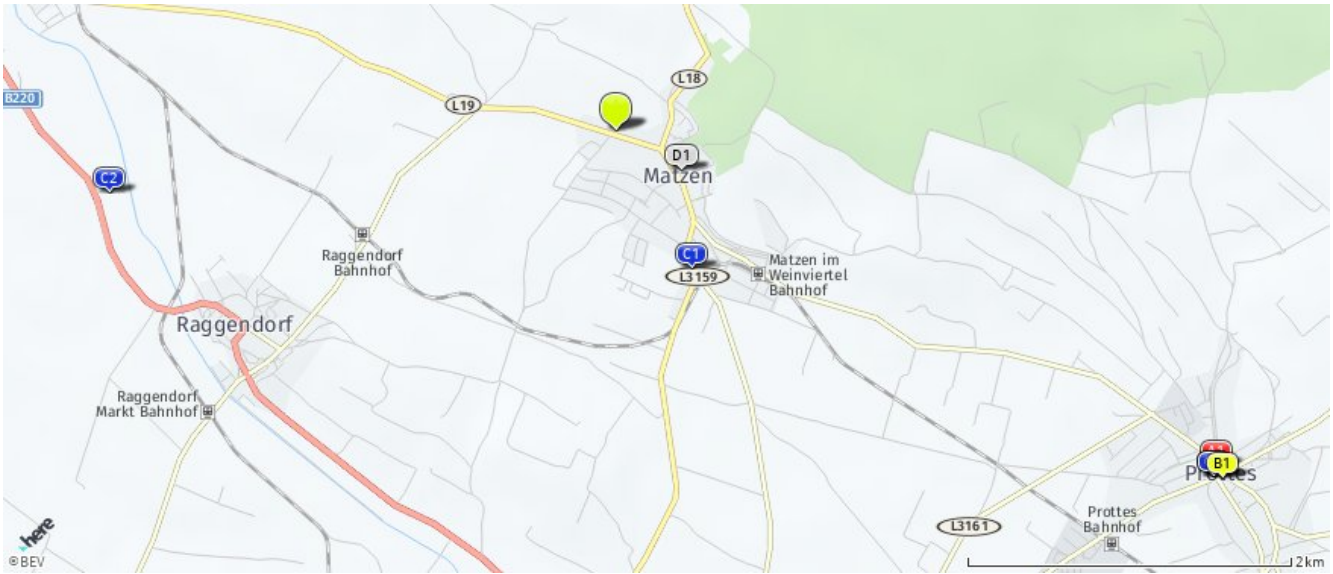 L18
B220
L19
D1
Matzen
C2
Raggendorf
Bahnhof
C1
L3159
Matzen im
Weinviertel
Bahnhof
Raggendorf
Raggendorf
Markt Bahnhof
B1
Prottes
L3161
Prottes
Bahnhof
here
©BEV
2km